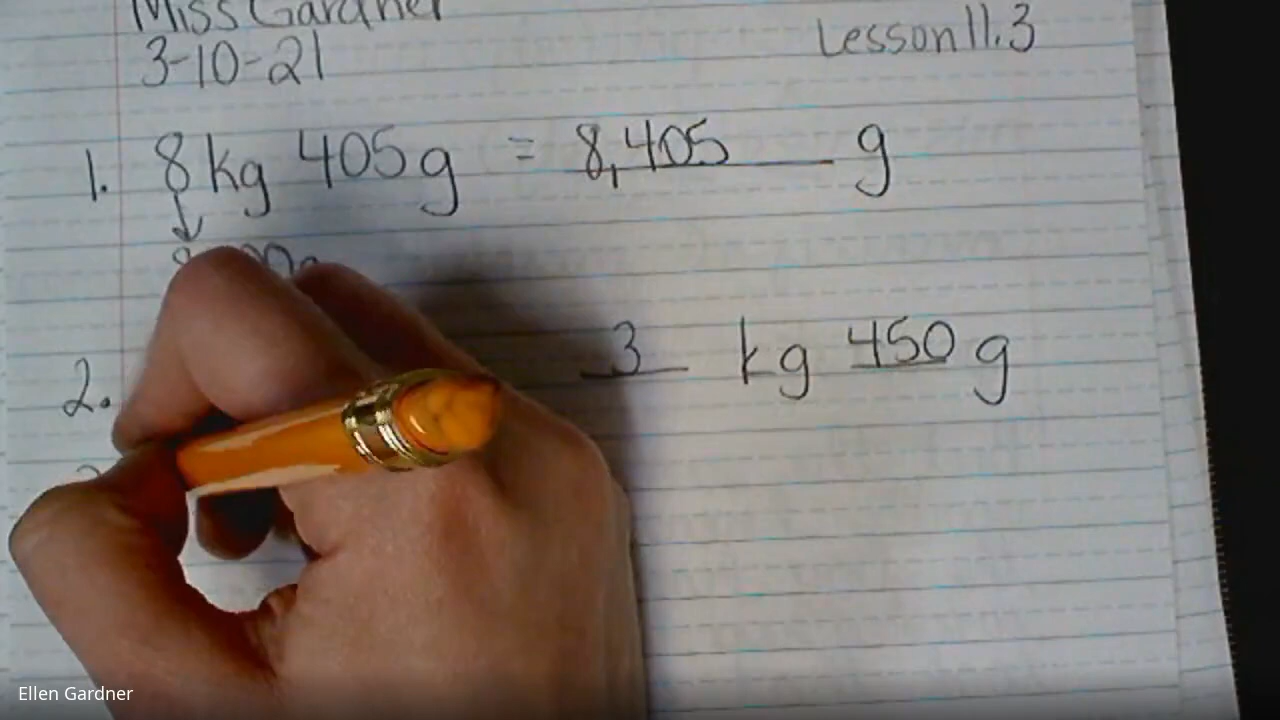 Miss Gardner
3-10-21 Lesson 11.3
1. 8 kg 405 g = 8,405 g
2. 3 kg 450 g
Ellen Gardner